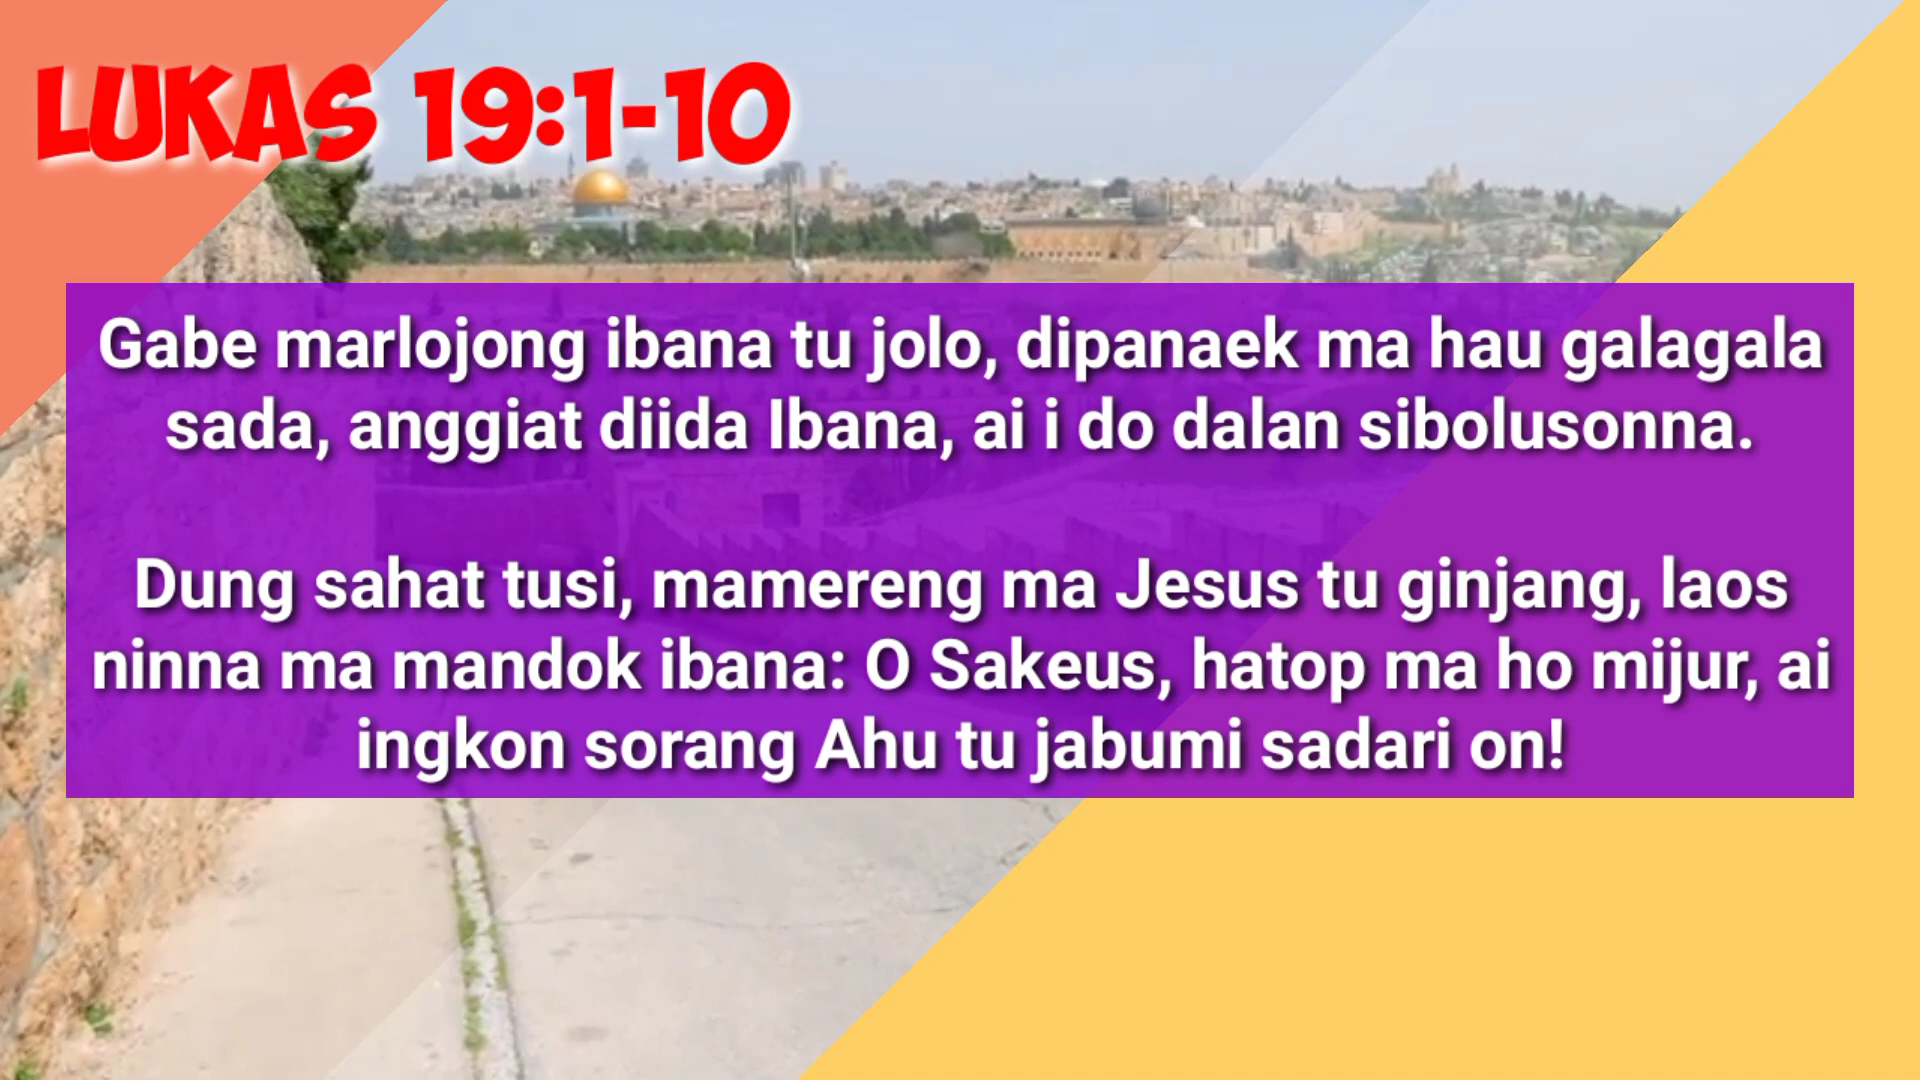 LUKAS 19:1-10
Gabe marlojong ibana tu jolo, dipanaek ma hau galagala
sada, anggiat diida Ibana, ai i do dalan sibolusonna.
Dung sahat tusi, mamereng ma Jesus tu ginjang, laos
ninna ma mandok ibana: O Sakeus, hatop ma ho mijur, ai
ingkon sorang Ahu tu jabumi sadari on!